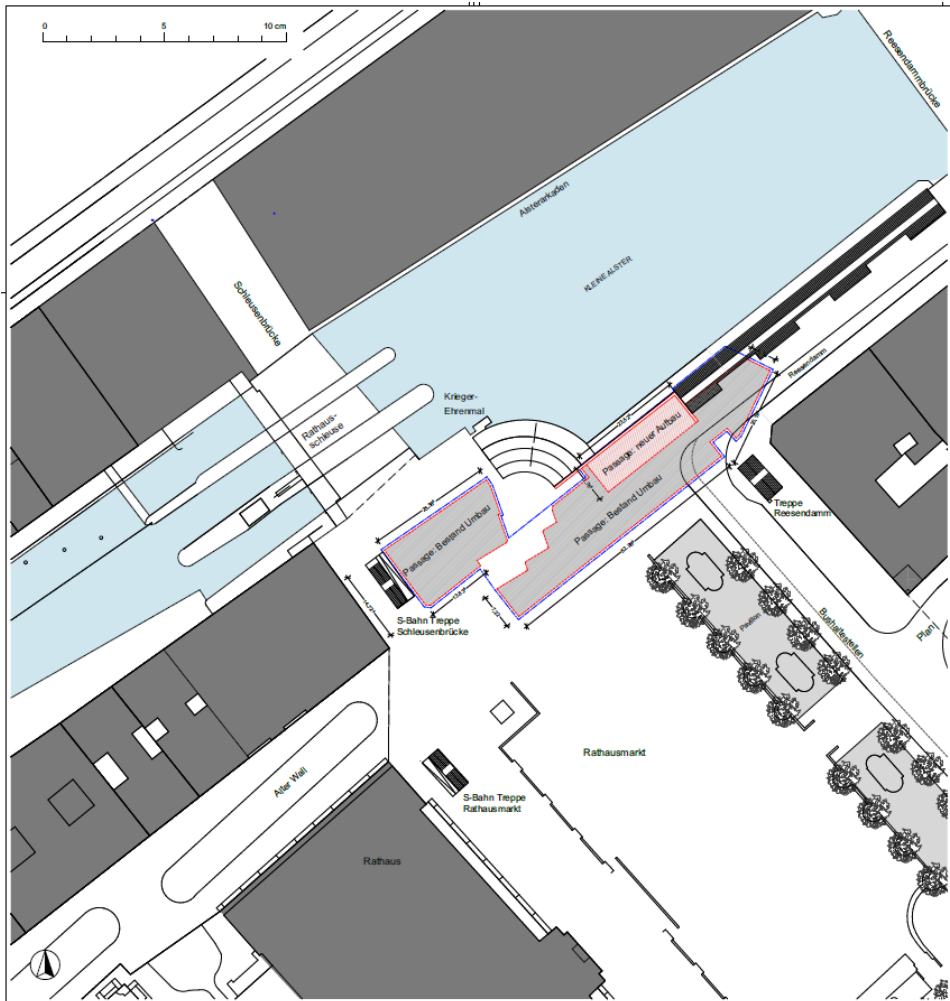 0
5
10 cm
Reesendammbrücke
Alsterarkaden
KLEINE ALSTER
Schleusenbrücke
Krieger-
Ehrenmal
Rathaus-
schleuse
Reesendamm
Passage: neuer Aufbau
Passage: Bestand Umbau
Passage: Bestand Umbau
Treppe
Reesendamm
S-Bahn Treppe
Schleusenbrücke
Pavillon
Bushaltestellen
Plan
Rathausmarkt
Alter Wall
S-Bahn Treppe
Rathausmarkt
Rathaus